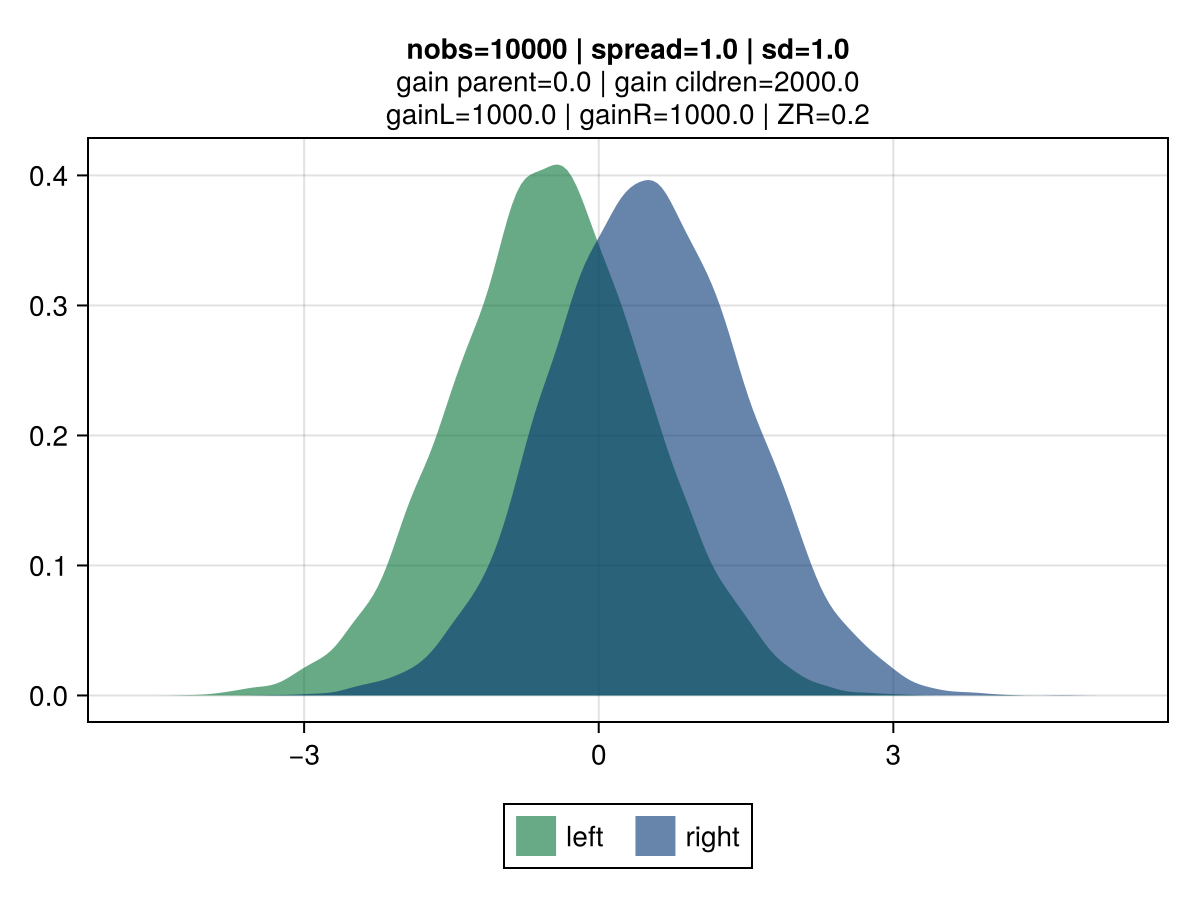 nobs=10000 | spread=1.0 | sd=1.0
gain parent=0.0 | gain cildren=2000.0
gainL=1000.0 | gainR=1000.0 | ZR=0.2
0.4
0.3
0.2
0.1
0.0
−3 0 3
left right